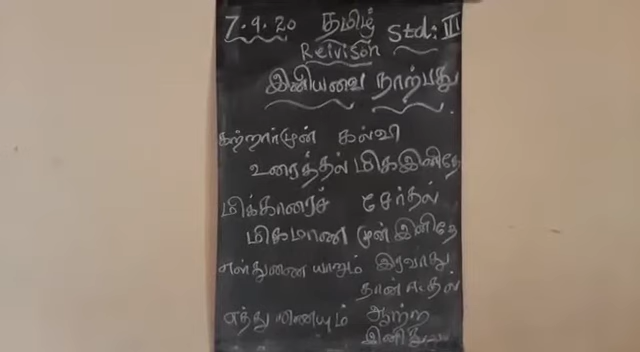 7.9.20 தமிழ் Std: III
Reivison
இனியவை நாற்பது
கற்றார்முன் கல்வி
உரைத்தல் மிகஇனிதே
மிக்காரைச் சேர்தல்
மிகமாண முன் இனிதே
எள்துணை யானும் இரவாது
தான் ஈதல்
எத்துணையும் ஆற்ற
இனிது